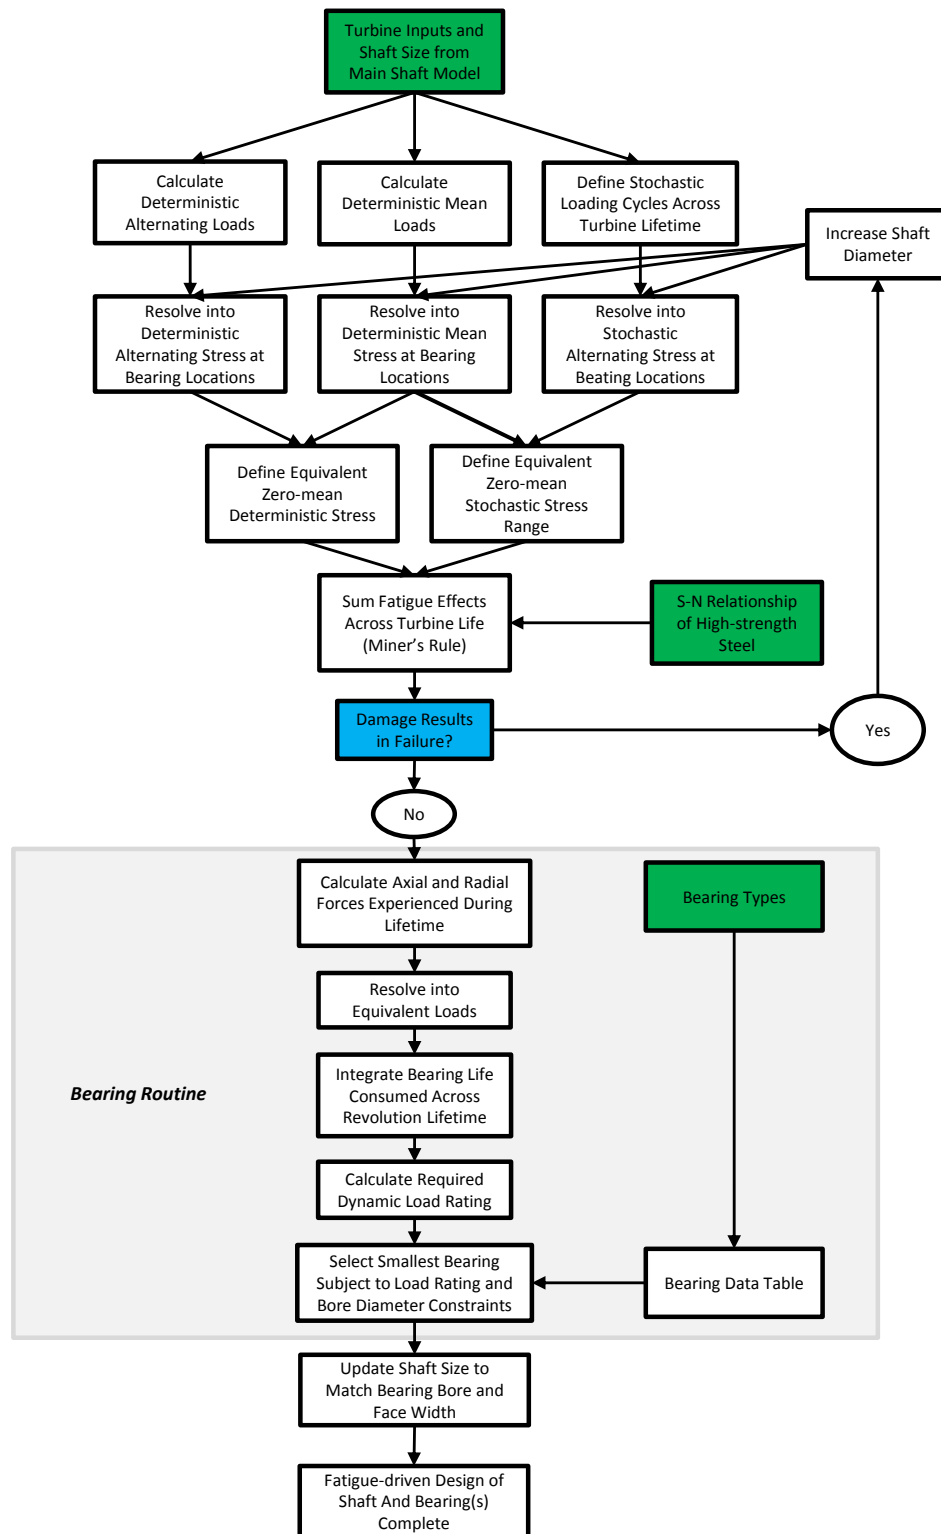 Turbine Inputs and
Shaft Size from
Main Shaft Model
Calculate
Deterministic
Alternating Loads
Calculate
Deterministic Mean
Loads
Define Stochastic
Loading Cycles Across
Turbine Lifetime
Increase Shaft
Diameter
Resolve into
Deterministic
Alternating Stress at
Bearing Locations
Resolve into
Deterministic Mean
Stress at Bearing
Locations
Resolve into
Stochastic
Alternating Stress at
Beating Locations
Define Equivalent
Zero-mean
Deterministic Stress
Define Equivalent
Zero-mean
Stochastic Stress
Range
Sum Fatigue Effects
Across Turbine Life
(Miner's Rule)
S-N Relationship
of High-strength
Steel
Damage Results
in Failure?
Yes
No
Calculate Axial and Radial
Forces Experienced During
Lifetime
Bearing Types
Resolve into
Equivalent Loads
Bearing Routine
Integrate Bearing Life
Consumed Across
Revolution Lifetime
Calculate Required
Dynamic Load Rating
Select Smallest Bearing
Subject to Load Rating and
Bore Diameter Constraints
Bearing Data Table
Update Shaft Size to
Match Bearing Bore and
Face Width
Fatigue-driven Design of
Shaft And Bearing(s)
Complete